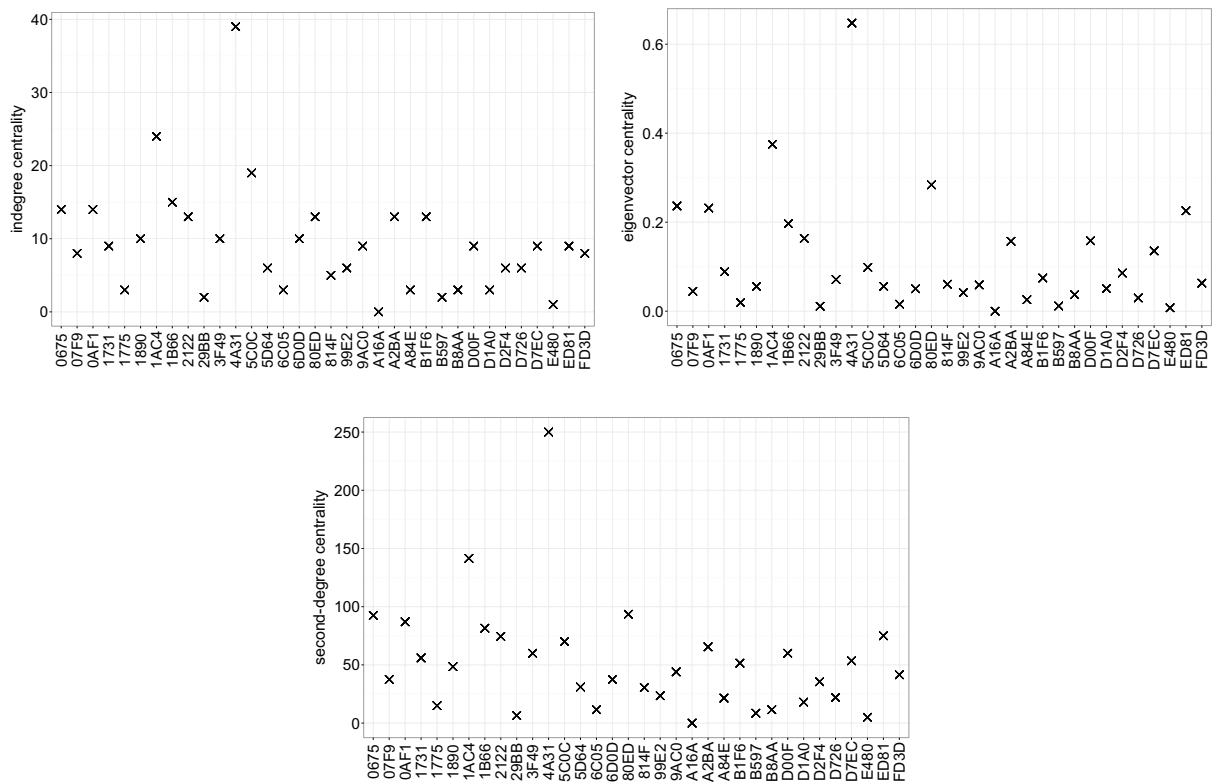 indegree centrality
40
30
20
10
0
0675
07F9
0AF1
1731
1775
1890
1AC4
1B66
2122
29BB
3F49
4A31
5C0C
5D64
6C05
6D0D
80ED
814F
99E2
9AC0
A16A
A2BA
A84E
B1F6
B597
B8AA
D00F
D1A0
D2F4
D726
D7EC
E480
ED81
FD3D
eigenvector centrality
0.6
0.4
0.2
0.0
0675
07F9
0AF1
1731
1775
1890
1AC4
1B66
2122
29BB
3F49
4A31
5C0C
5D64
6C05
6D0D
80ED
814F
99E2
9AC0
A16A
A2BA
A84E
B1F6
B597
B8AA
D00F
D1A0
D2F4
D726
D7EC
E480
ED81
FD3D
second-degree centrality
250
200
150
100
50
0
0675
07F9
0AF1
1731
1775
1890
1AC4
1B66
2122
29BB
3F49
4A31
5C0C
5D64
6C05
6D0D
80ED
814F
99E2
9AC0
A16A
A2BA
A84E
B1F6
B597
B8AA
D00F
D1A0
D2F4
D726
D7EC
E480
ED81
FD3D